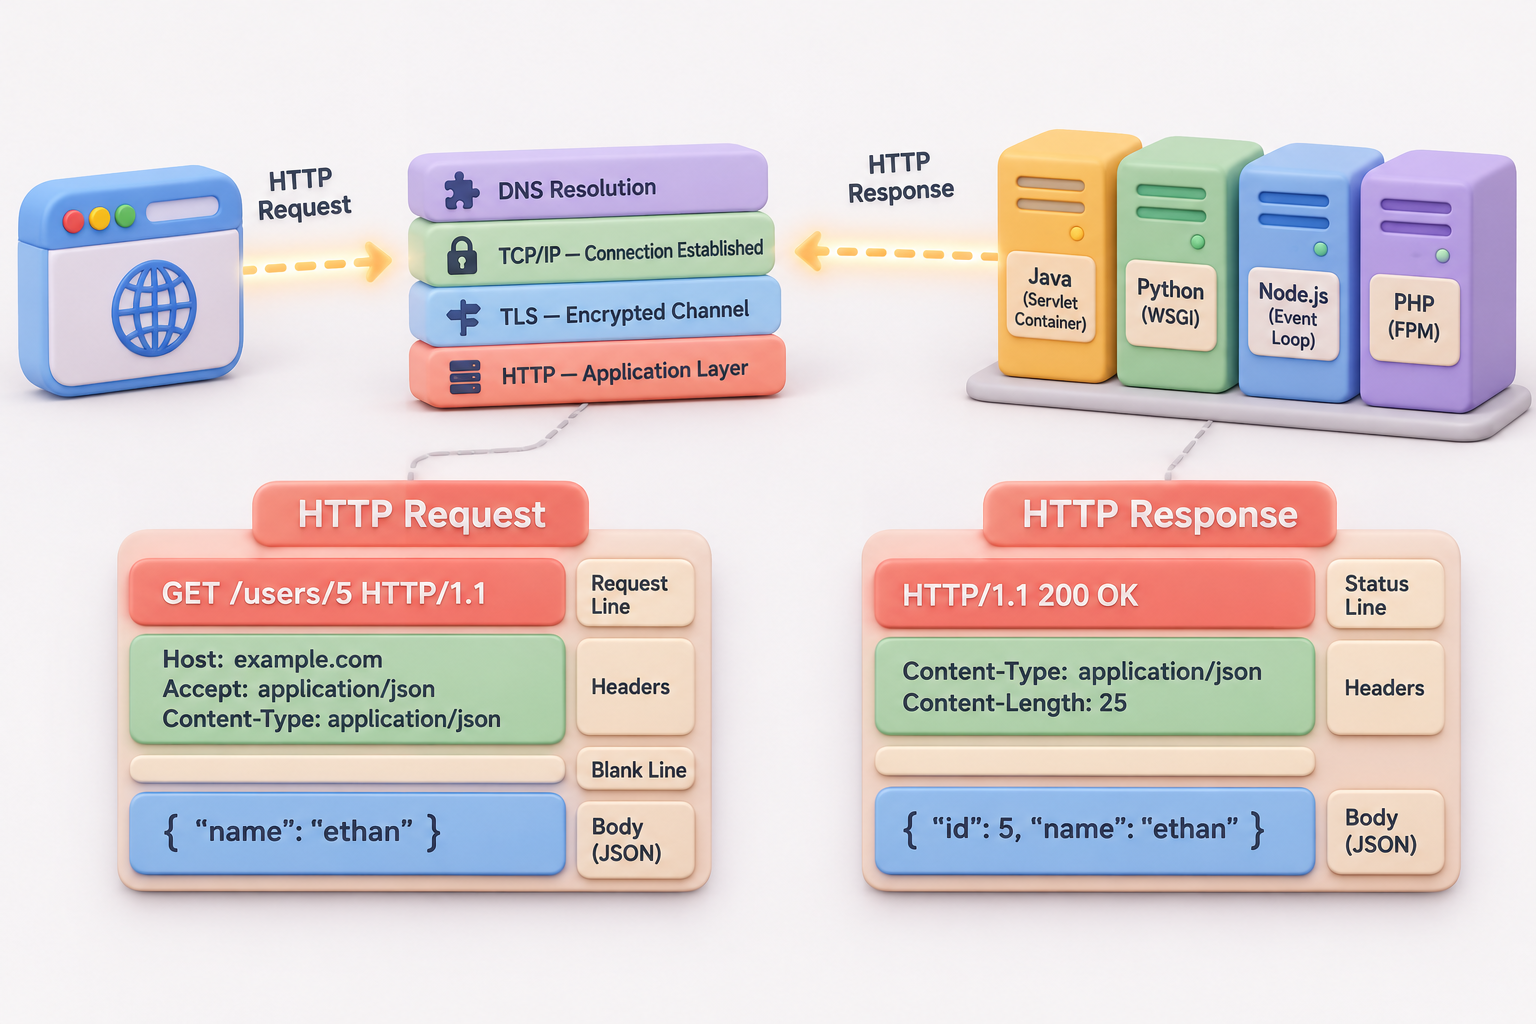 HTTP
Request
DNS Resolution
TCP/IP — Connection Established
TLS — Encrypted Channel
HTTP — Application Layer
HTTP
Response
Java
(Servlet
Container)
Python
(WSGI)
Node.js
(Event
Loop)
PHP
(FPM)
HTTP Request
GET /users/5 HTTP/1.1
Request
Line
Host: example.com
Accept: application/json
Content-Type: application/json
Headers
Blank Line
{ “name”: “ethan” }
Body
(JSON)
HTTP Response
HTTP/1.1 200 OK
Status
Line
Content-Type: application/json
Content-Length: 25
Headers
{ “id”: 5, “name”: “ethan” }
Body
(JSON)